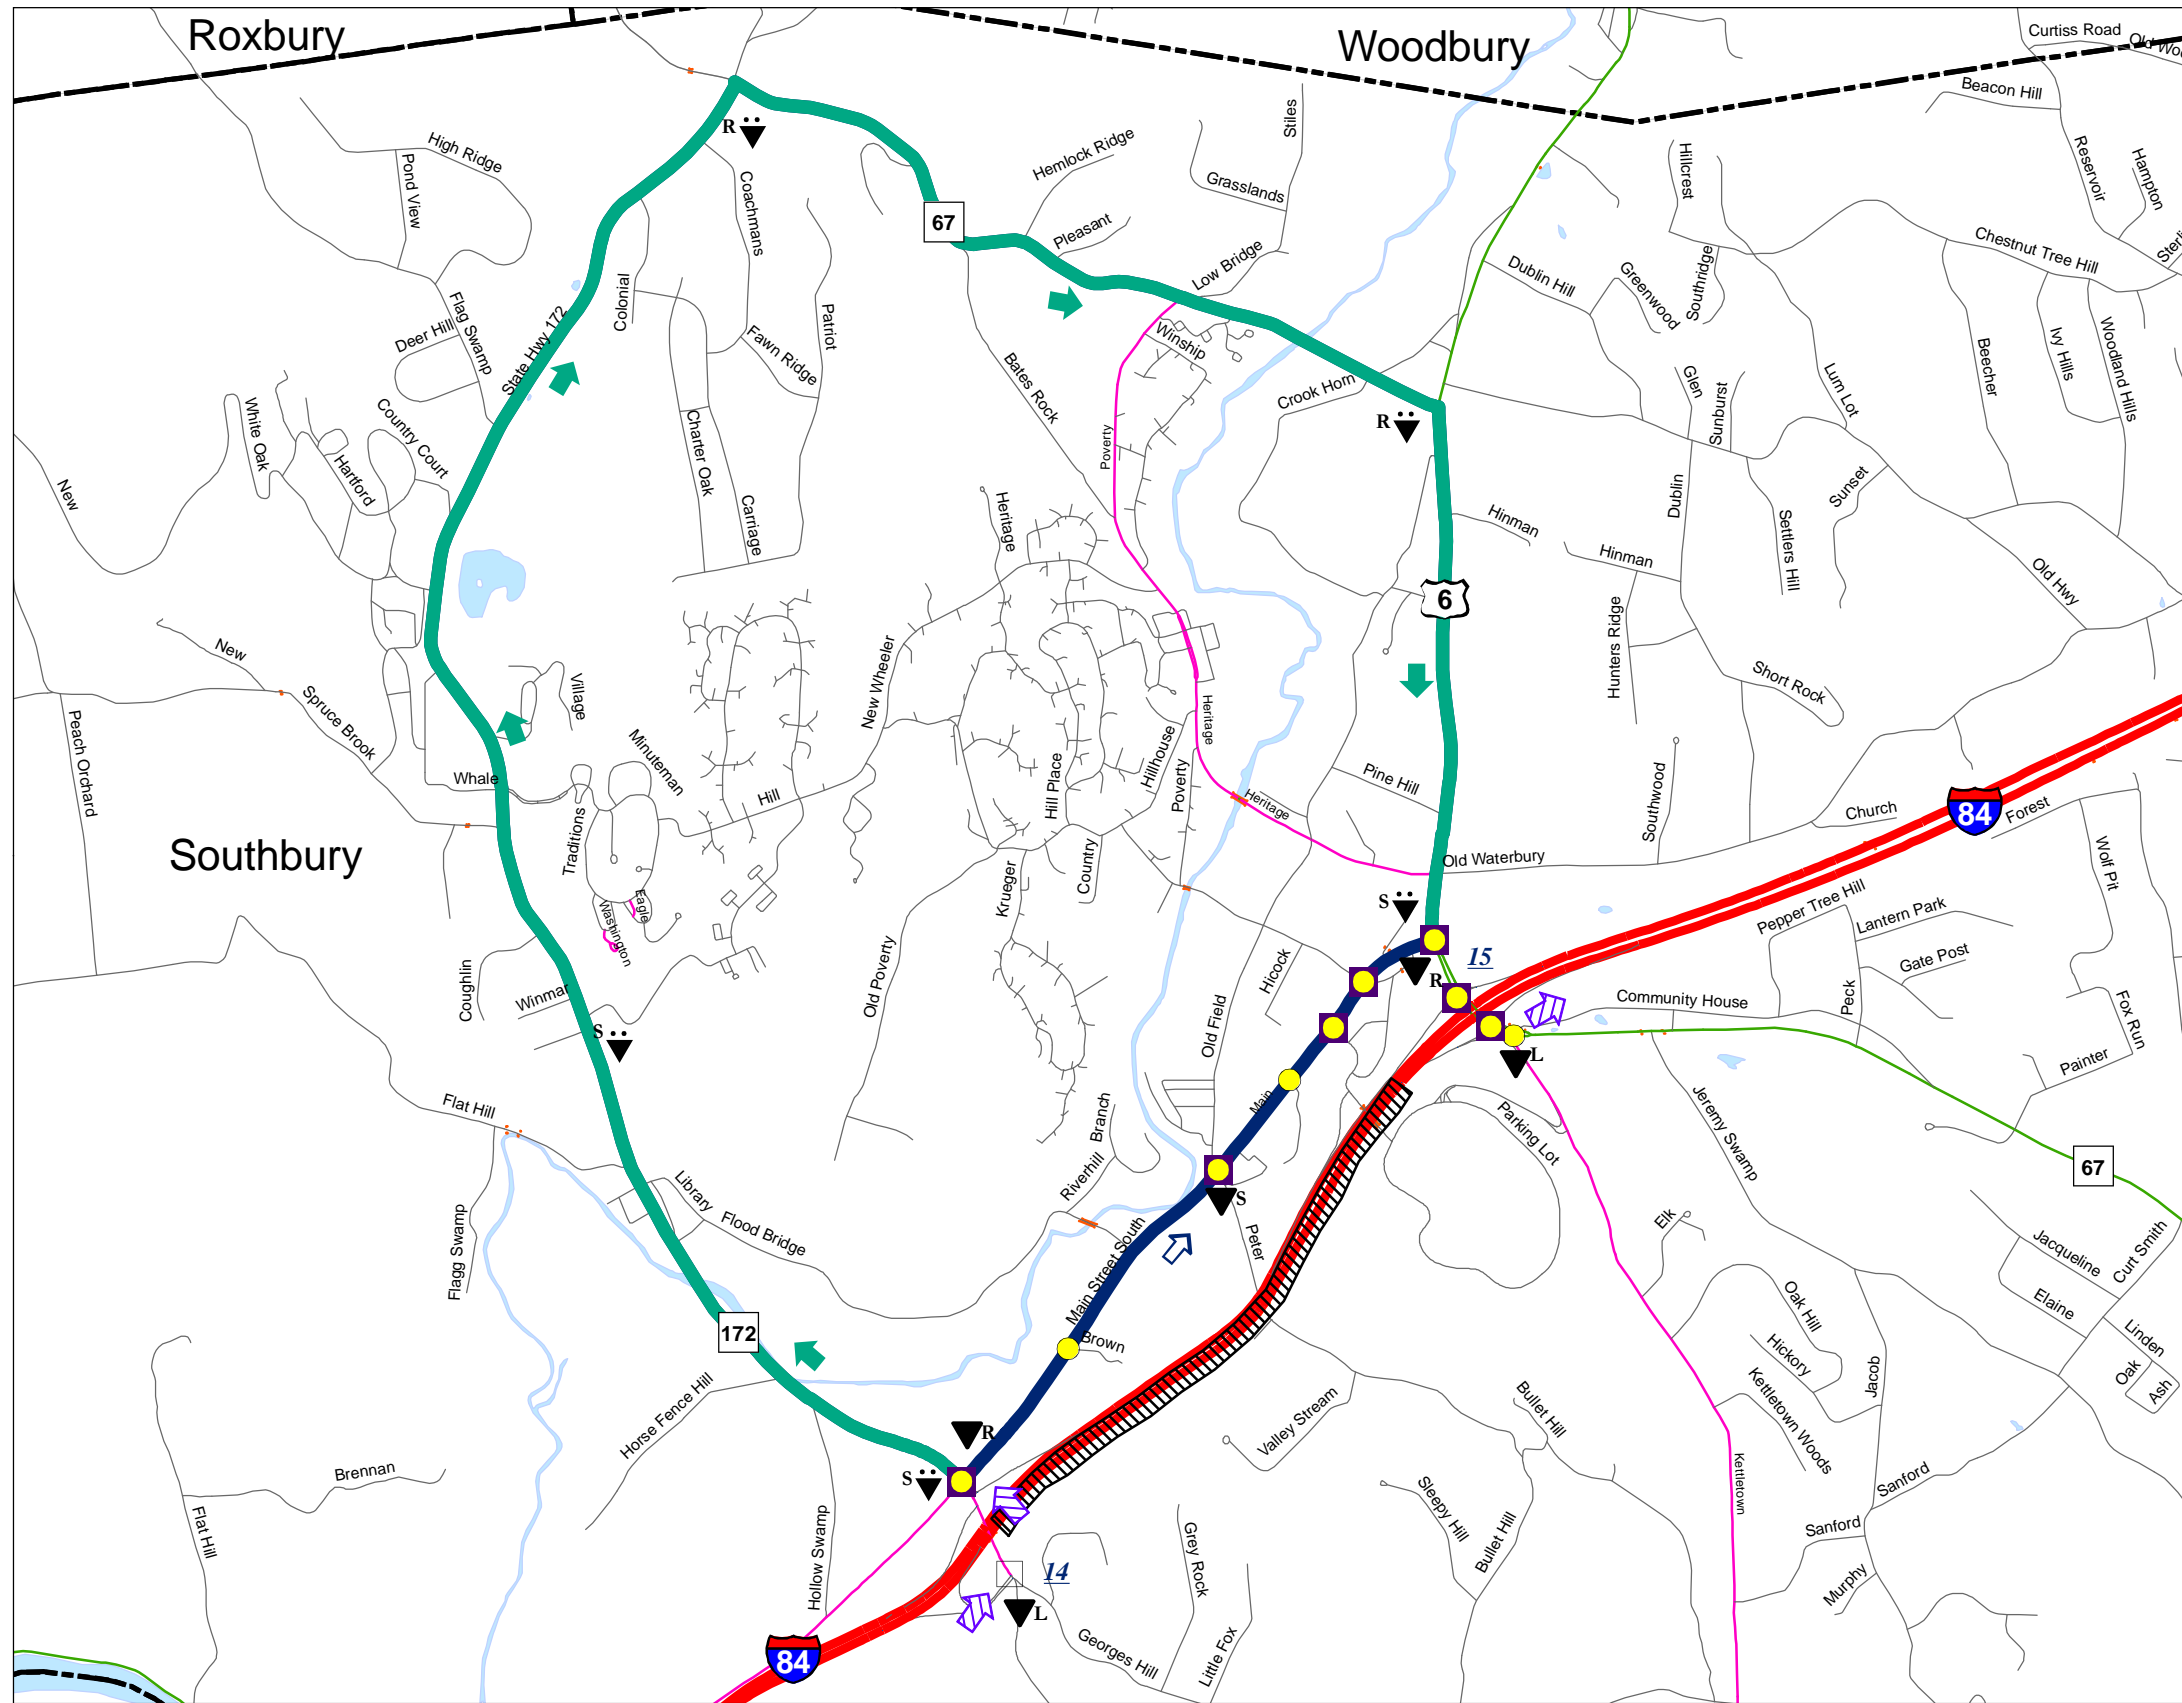 Roxbury
Woodbury
Curtiss Road
Beacon Hill
Reservoir
Hampton
Chestnut Tree Hill
Hillcrest
Southridge
Greenwood
Dublin Hill
Stiles
Hemlock Ridge
Grasslands
Pleasant
Low Bridge
67
R
High Ridge
Pond View
Coachmans
Patriot
Colonial
Flag Swamp
Deer Hill
State Hwy 172
Fawn Ridge
Bates Rock
Winship
Crook Horn
R
Glen
Sunburst
Lum Lot
Beecher
Ivy Hills
Woodland Hills
White Oak
Hartford
Country Court
Charter Oak
Carriage
Poverty
Heritage
New
Hinman
Hinman
Dublin
Settlers Hill
Sunset
Old Hwy
6
Hunters Ridge
Short Rock
New
Spruce Brook
Peach Orchard
Village
Minuteman
New Wheeler
Heritage
Hillhouse
Hill Place
Poverty
Whale
Hill
Traditions
Heritage
Pine Hill
Southwood
Church
84
Forest
Wolf Pit
Southbury
Old Waterbury
Krueger
Country
Eagle
Washington
S
Pepper Tree Hill
Lantern Park
Gate Post
15
R
Coughlin
Winmar
S
Old Poverty
Hicock
Old Field
Community House
Peck
Fox Run
Painter
L
Flat Hill
Main
Branch
Riverhill
Parking Lot
Jeremy Swamp
67
Library
Flood Bridge
Flagg Swamp
S
Peter
Main Street South
Elk
Jacqueline
Curt Smith
Elaine
Linden
Oak
Ash
Oak Hill
Hickory
Jacob
172
Brown
Horse Fence Hill
Valley Stream
Bullet Hill
Kettletown Woods
R
S
Brennan
Flat Hill
Hollow Swamp
Grey Rock
Sleepy Hill
Bullet Hill
Kettletown
Sanford
Sanford
Murphy
14
L
Georges Hill
Little Fox
84